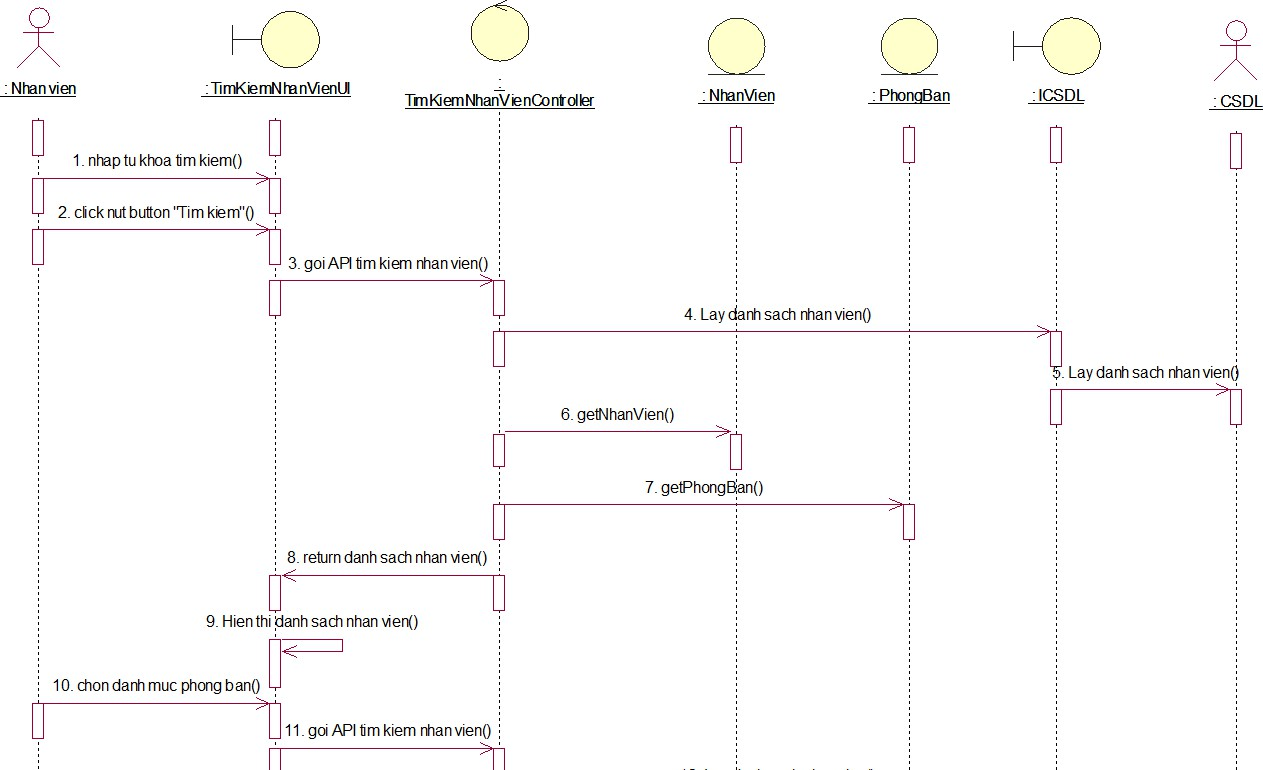 : Nhan vien
: TimKiemNhanVienUI
:
TimKiemNhanVienController
: NhanVien
: PhongBan
: ICSDL
: CSDL
1. nhap tu khoa tim kiem()
2. click nut button "Tim kiem"()
3. goi API tim kiem nhan vien()
4. Lay danh sach nhan vien()
5. Lay danh sach nhan vien()
6. getNhanVien()
7. getPhongBan()
8. return danh sach nhan vien()
9. Hien thi danh sach nhan vien()
10. chon danh muc phong ban()
11. goi API tim kiem nhan vien()